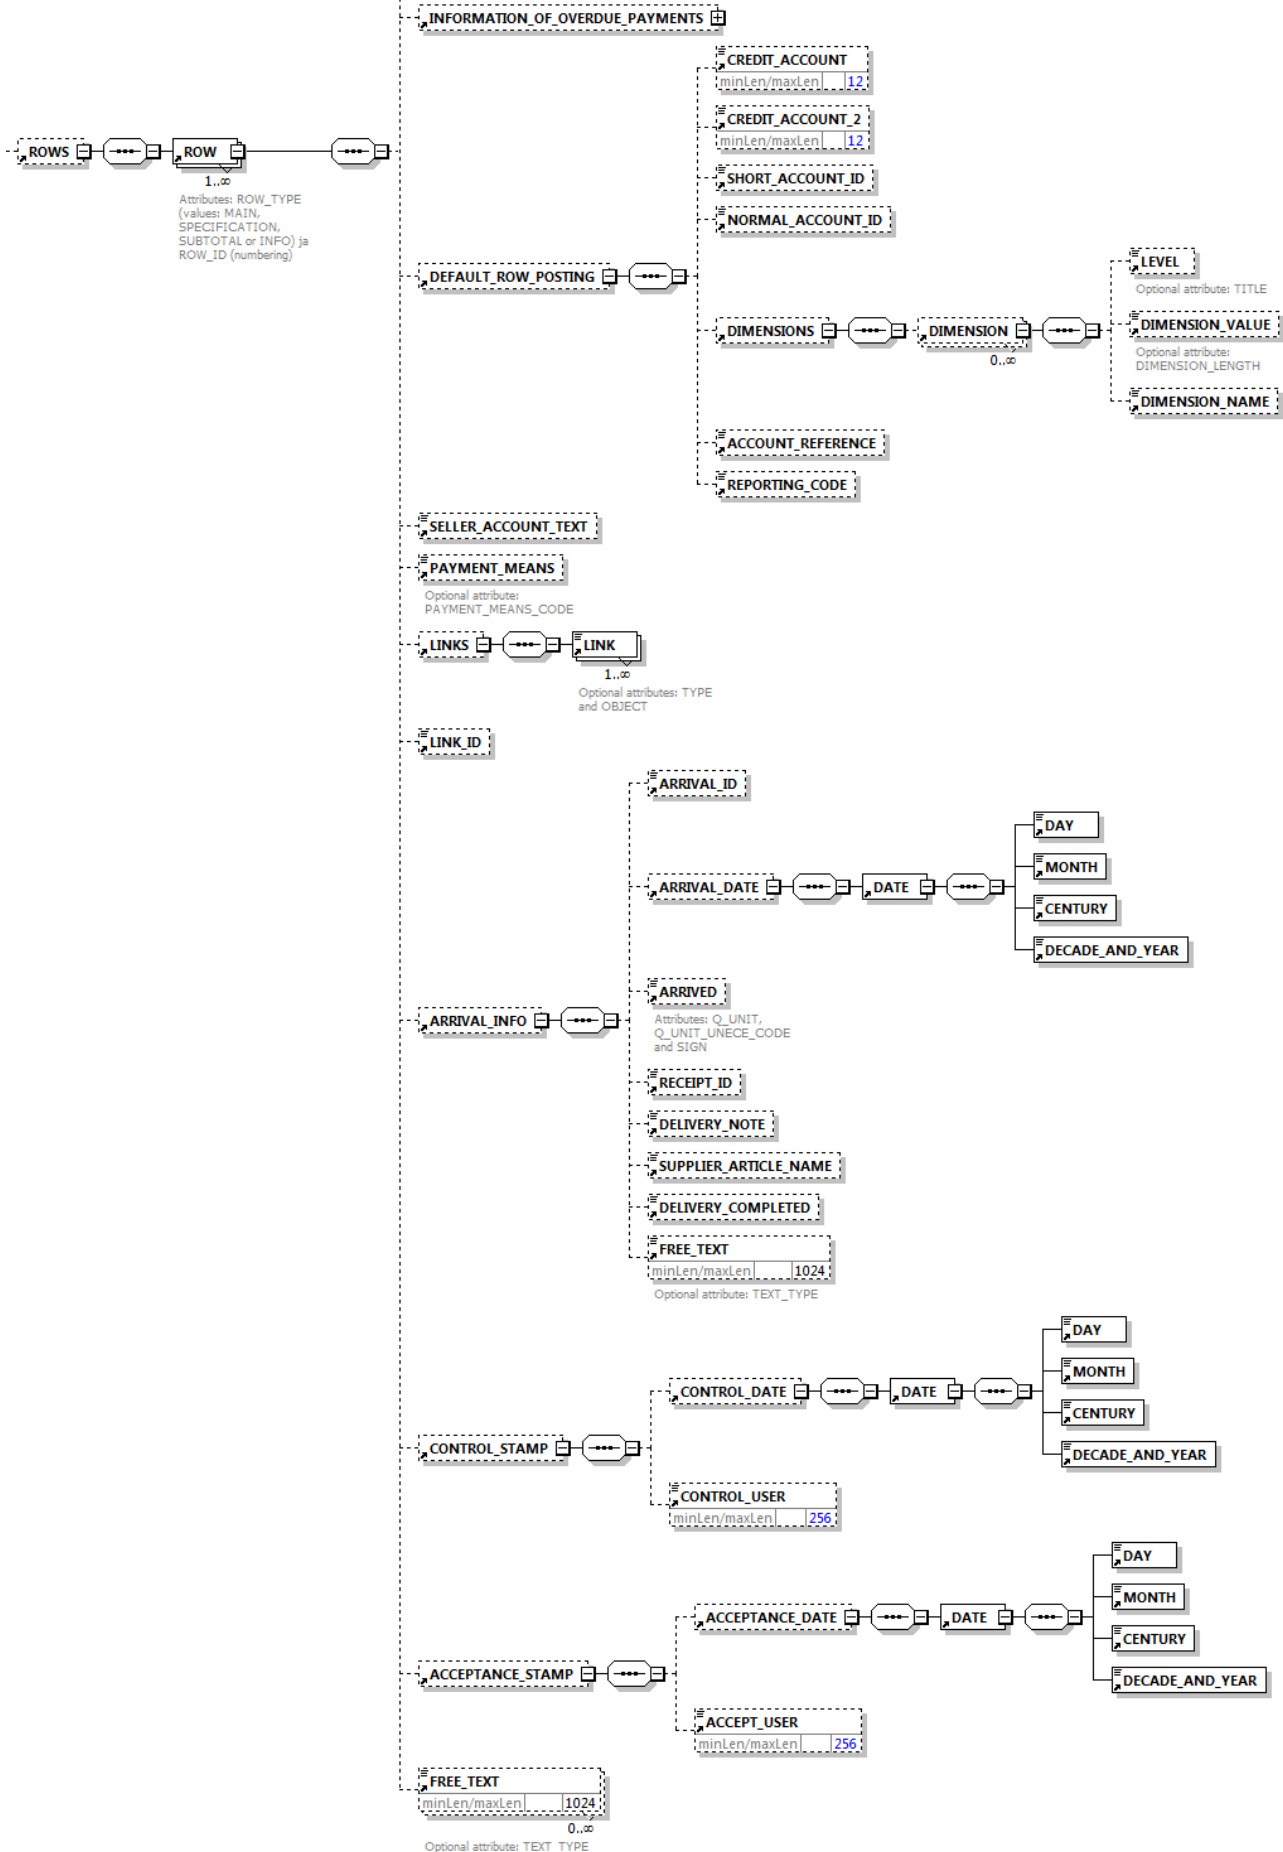 INFORMATION_OF_OVERDUE_PAYMENTS
CREDIT_ACCOUNT
minLen/maxLen 12
CREDIT_ACCOUNT_2
minLen/maxLen 12
ROWS
ROW
1..∞
Attributes: ROW_TYPE
(values: MAIN,
SPECIFICATION,
SUBTOTAL or INFO) ja
ROW_ID (numbering)
SHORT_ACCOUNT_ID
NORMAL_ACCOUNT_ID
DEFAULT_ROW_POSTING
LEVEL
Optional attribute: TITLE
DIMENSIONS
DIMENSION
0..∞
DIMENSION_VALUE
Optional attribute:
DIMENSION_LENGTH
DIMENSION_NAME
ACCOUNT_REFERENCE
REPORTING_CODE
SELLER_ACCOUNT_TEXT
PAYMENT_MEANS
Optional attribute:
PAYMENT_MEANS_CODE
LINKS
LINK
1..∞
Optional attributes: TYPE
and OBJECT
LINK_ID
ARRIVAL_ID
ARRIVAL_DATE
DATE
DAY
MONTH
CENTURY
DECADE_AND_YEAR
ARRIVED
Attributes: Q_UNIT,
Q_UNIT_UNECE_CODE
and SIGN
ARRIVAL_INFO
RECEIPT_ID
DELIVERY_NOTE
SUPPLIER_ARTICLE_NAME
DELIVERY_COMPLETED
FREE_TEXT
minLen/maxLen 1024
Optional attribute: TEXT_TYPE
CONTROL_DATE
DATE
DAY
MONTH
CENTURY
DECADE_AND_YEAR
CONTROL_STAMP
CONTROL_USER
minLen/maxLen 256
ACCEPTANCE_DATE
DATE
DAY
MONTH
CENTURY
DECADE_AND_YEAR
ACCEPTANCE_STAMP
ACCEPT_USER
minLen/maxLen 256
FREE_TEXT
minLen/maxLen 1024
0..∞
Optional attribute: TEXT_TYPE